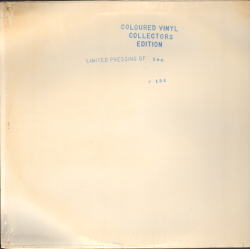 COLOURED VINYL
COLLECTORS
EDITION
LIMITED PRESSING OF